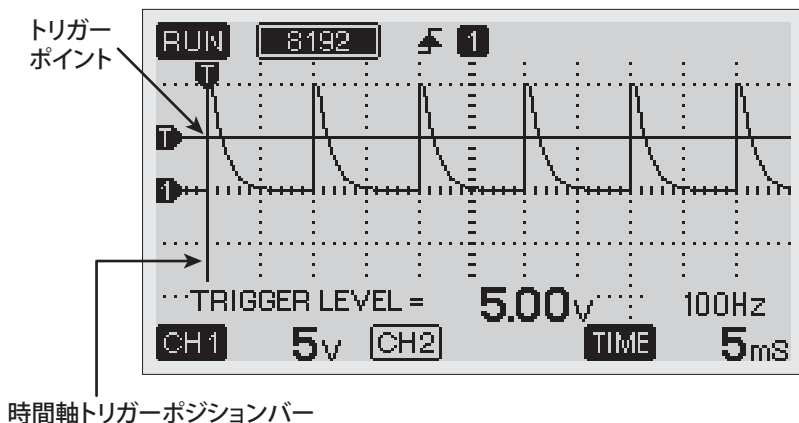 トリガー
ポイント
RUN 8192 1
T
T
1
TRIGGER LEVEL = 5.00V 100Hz
CH1 5V CH2 TIME 5mS
時間軸トリガーポジションバー